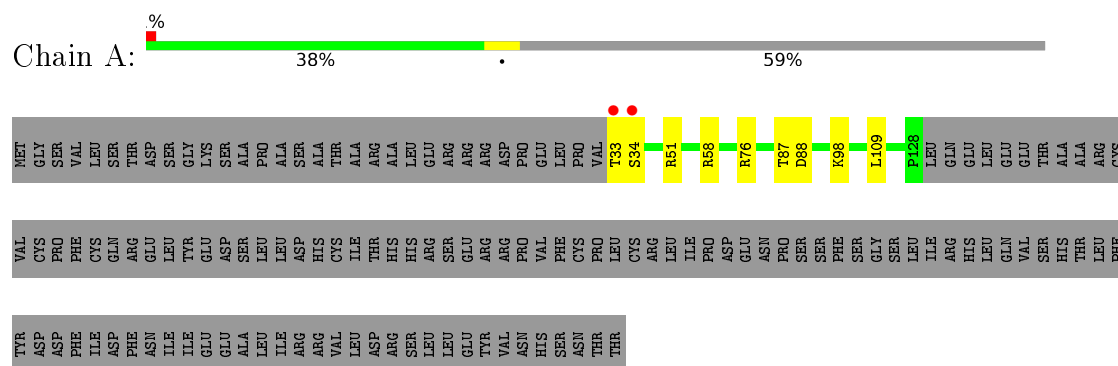 .%
Chain A:
38% • 59%
MET GLY SER VAL LEU SER THR ASP SER GLY LYS SER ALA PRO ALA SER ALA THR ALA ARG ALA LEU GLU ARG ARG ARG ASP PRO GLU LEU PRO VAL T33 S34 R51 R58 R76 T87 D88 K98 L109 P128 LEU GLN GLU LEU GLU GLU THR ALA ALA ARG CYS
VAL CYS PRO PHE CYS GLN ARG GLU LEU TYR GLU ASP SER LEU LEU ASP HIS CYS ILE THR HIS HIS ARG SER GLU ARG ARG PRO VAL PHE CYS PRO LEU CYS ARG LEU ILE PRO ASP GLU ASN PRO SER SER PHE SER GLY SER LEU ILE ARG HIS LEU GLN VAL SER HIS THR LEU PHE
TYR ASP ASP PHE ILE ASP PHE ASN ILE ILE GLU GLU ALA LEU ILE ARG ARG VAL LEU ASP ARG SER LEU LEU GLU TYR VAL ASN HIS SER ASN THR THR